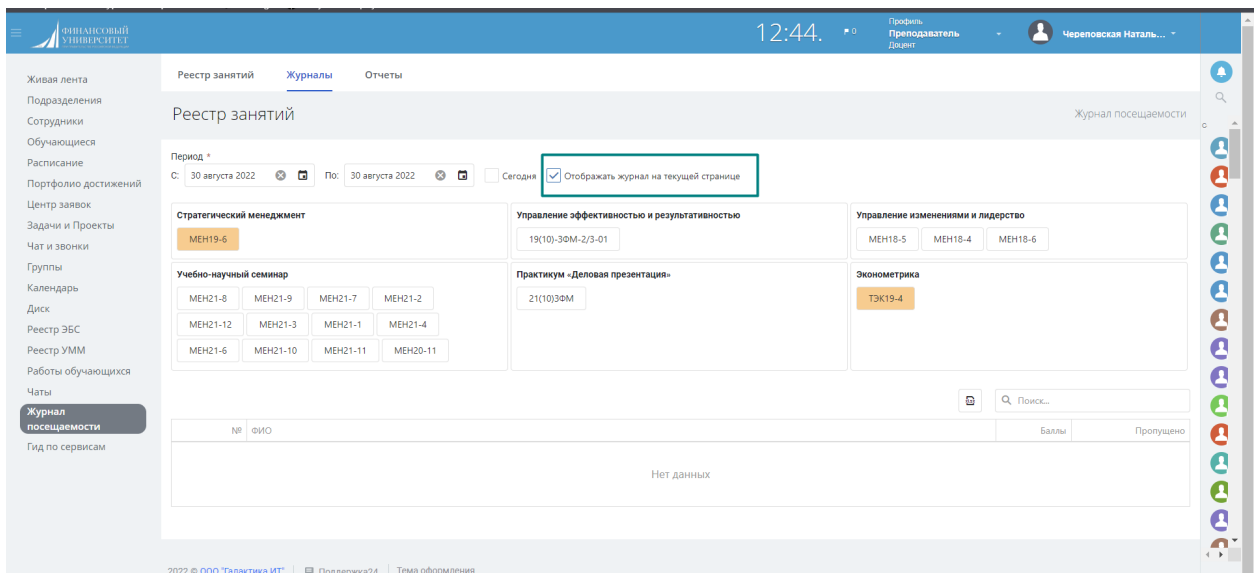 ФИНАНСОВЫЙ
УНИВЕРСИТЕТ
12:44.
0
Профиль
Преподаватель
Доцент
Череповская Наталь...
Живая лента
Подразделения
Сотрудники
Обучающиеся
Расписание
Портфолио достижений
Центр заявок
Задачи и Проекты
Чат и звонки
Группы
Календарь
Диск
Реестр ЭБС
Реестр УММ
Работы обучающихся
Чаты
Журнал
посещаемости
Гид по сервисам
Реестр занятий Журналы Отчеты
Реестр занятий Журнал посещаемости
Период *
С: 30 августа 2022 По: 30 августа 2022 Сегодня Отображать журнал на текущей странице
Стратегический менеджмент
МЕН19-6
Управление эффективностью и результативностью
19(10)-ЗФМ-2/3-01
Управление изменениями и лидерство
МЕН18-5 МЕН18-4 МЕН18-6
Учебно-научный семинар
МЕН21-8 МЕН21-9 МЕН21-7 МЕН21-2
МЕН21-12 МЕН21-3 МЕН21-1 МЕН21-4
МЕН21-6 МЕН21-10 МЕН21-11 МЕН20-11
Практикум «Деловая презентация»
21(10)ЗФМ
Эконометрика
ТЭК19-4
Поиск...
№ ФИО Баллы Пропущено
Нет данных
2022 © ООО "Галактика ИТ" Поддержка24 Тема оформления